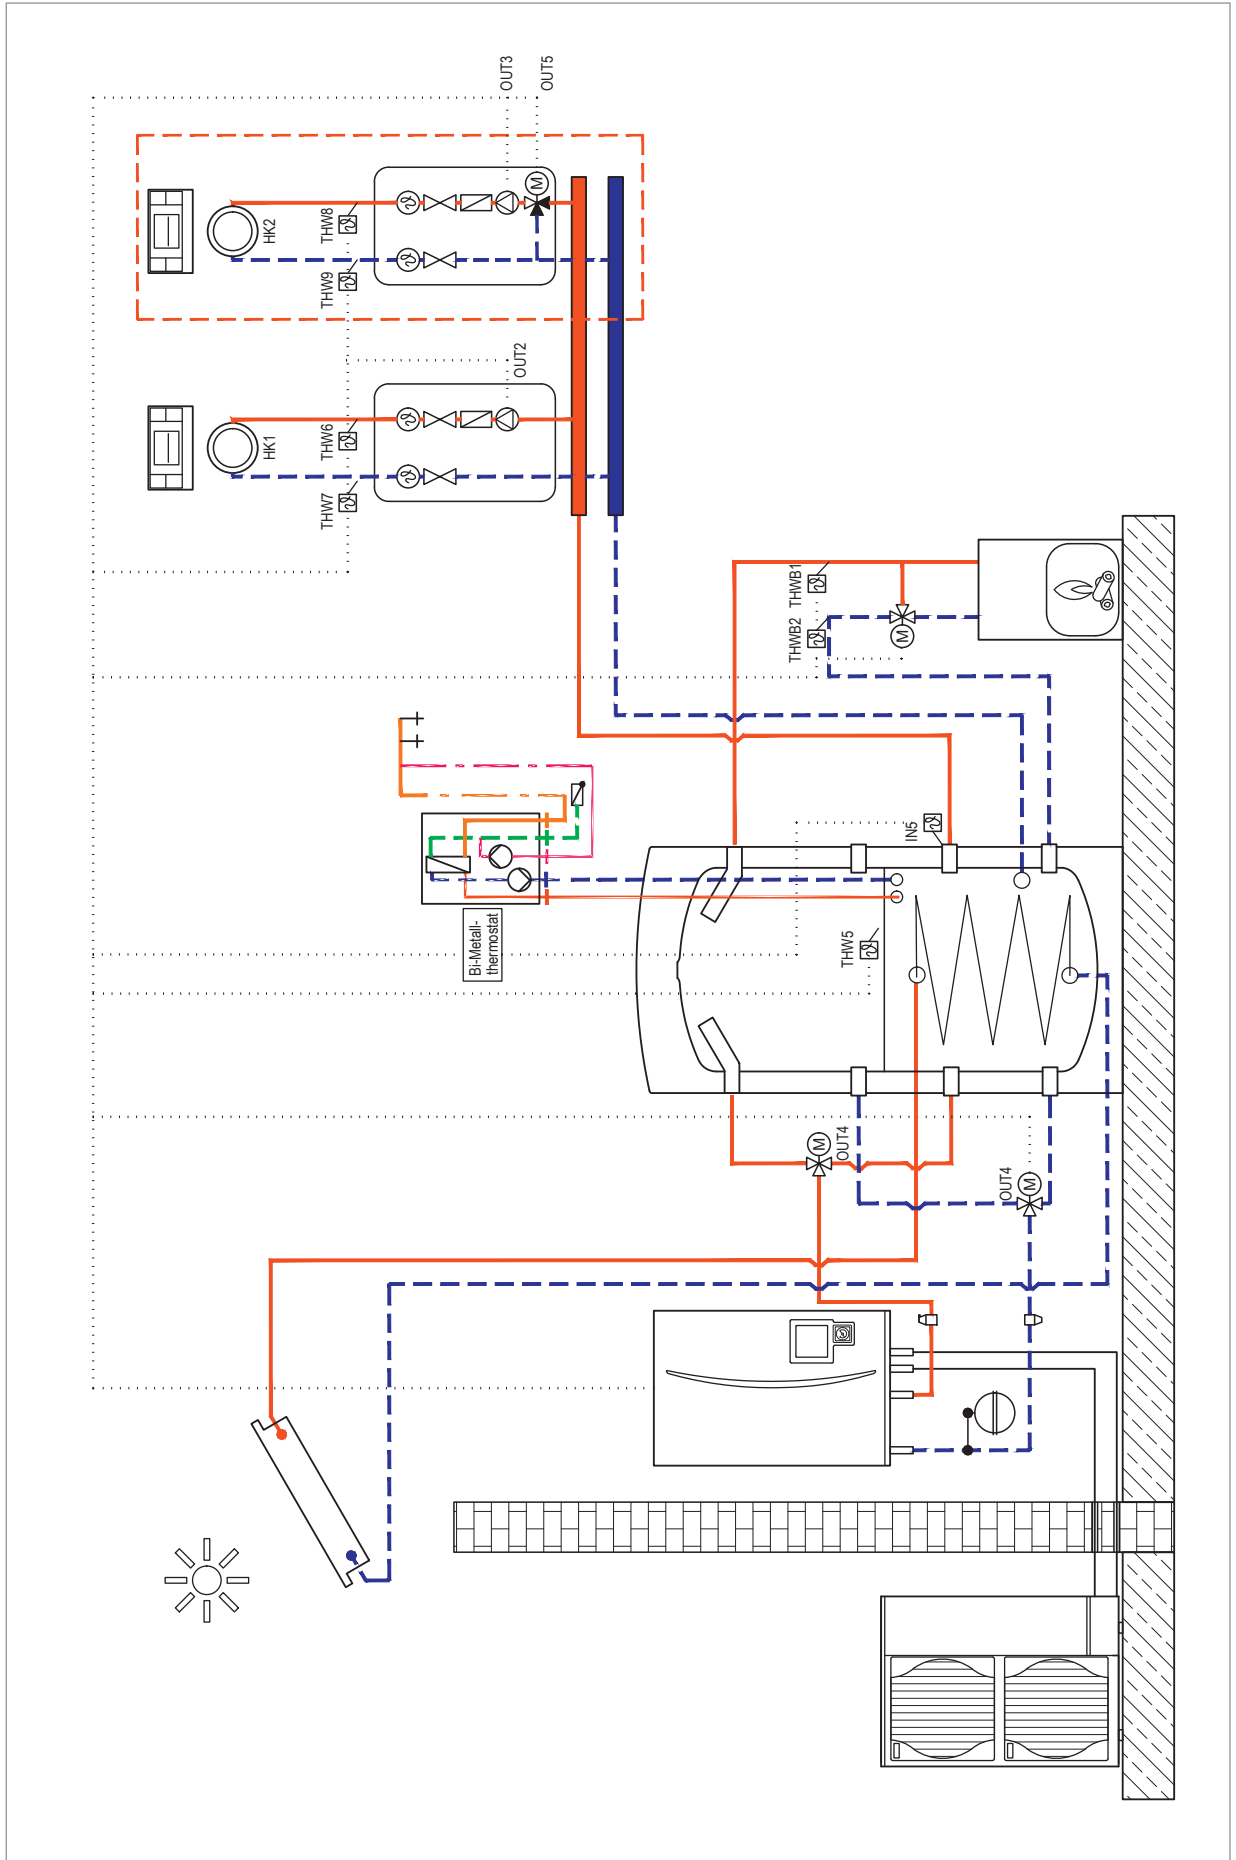 OUT3
OUT5
HK2
THW8
THW9
OUT2
HK1
THW6
THW7
THWB1
THWB2
IN5
Bi-Metall-
thermostat
THW5
OUT4
OUT4
M
M
M
M